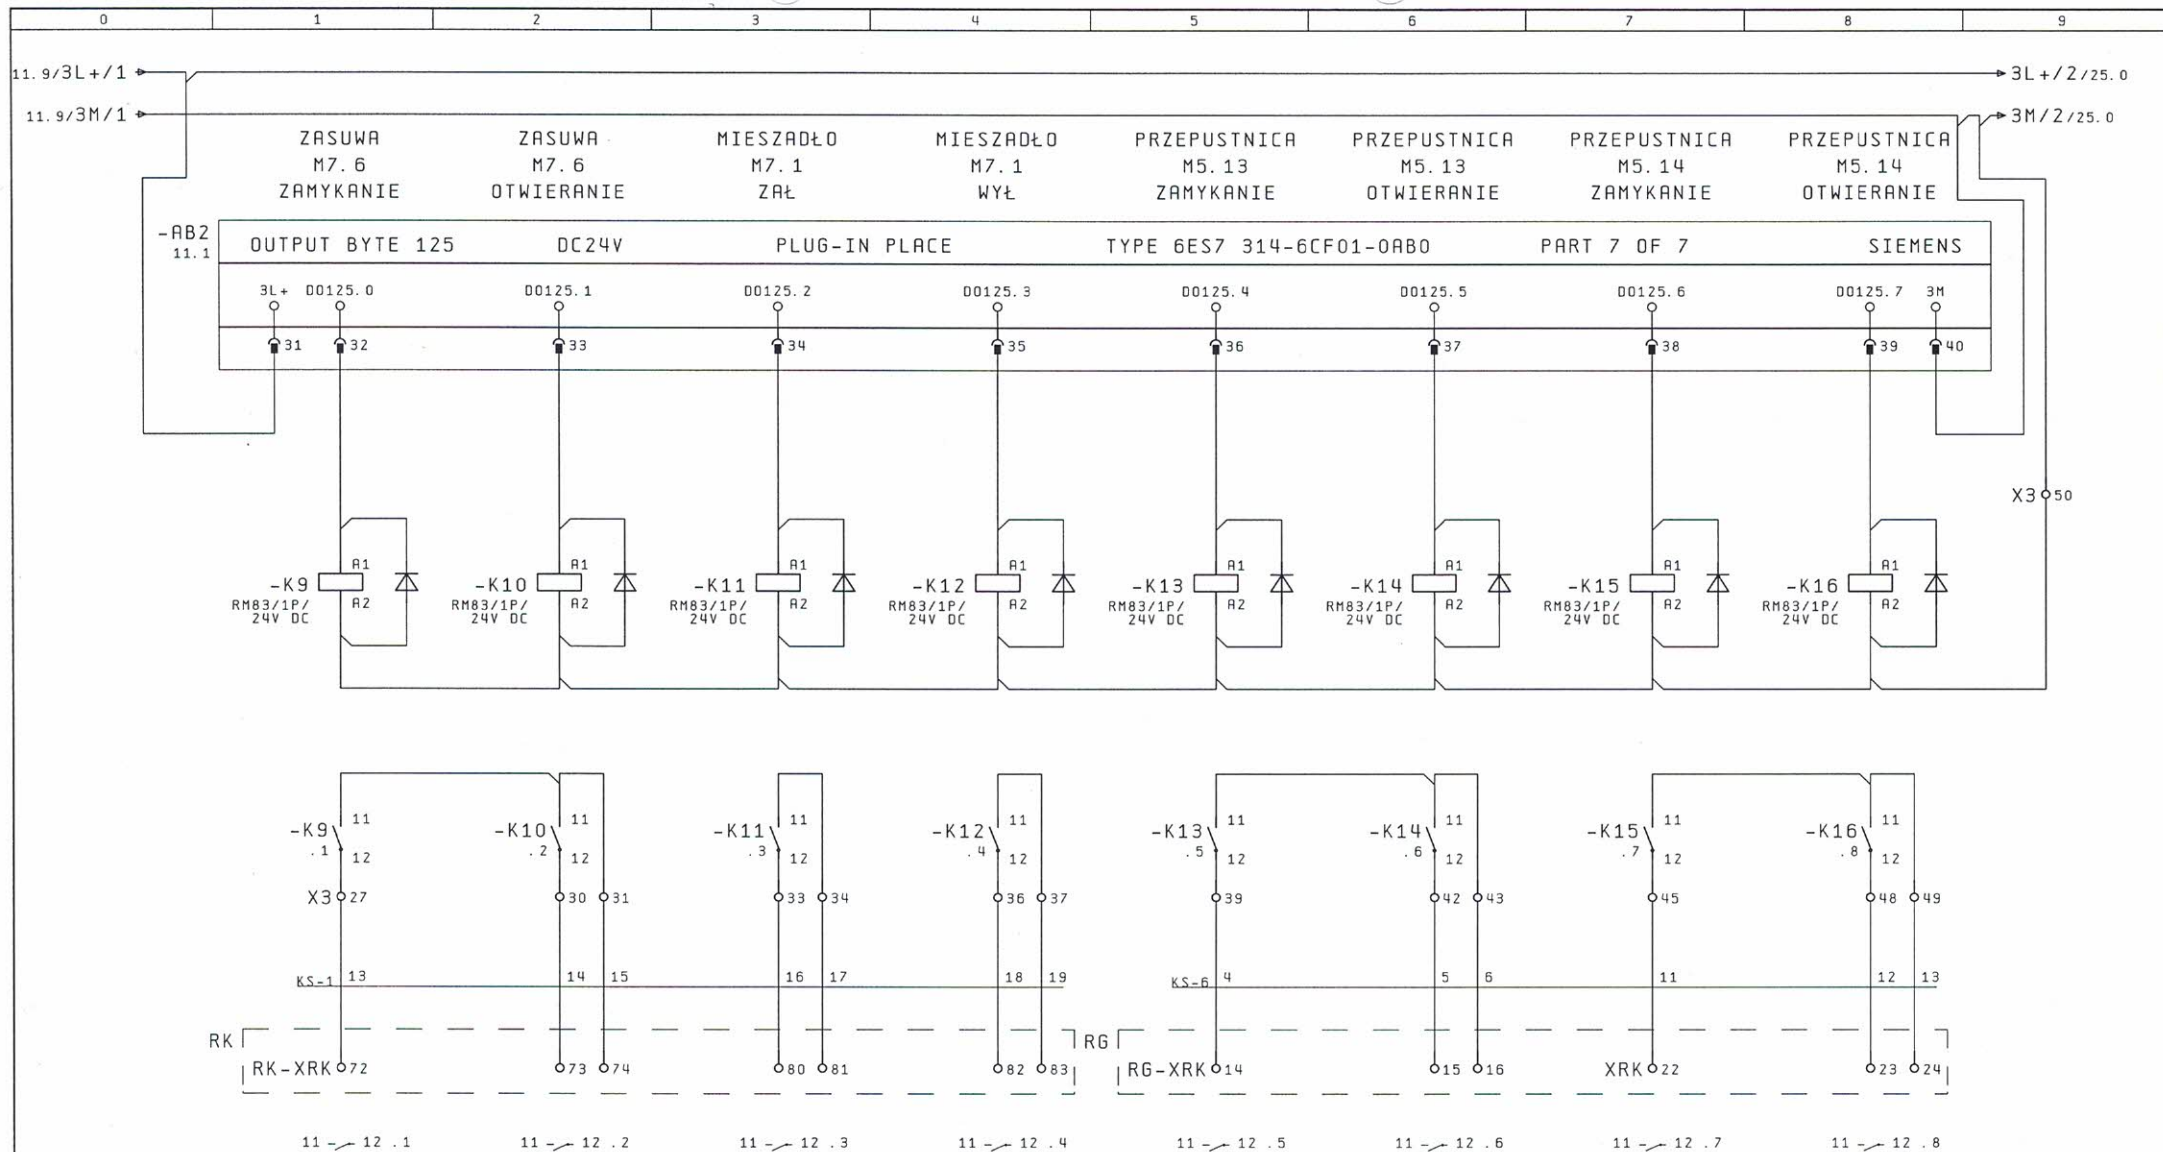 0 1 2 3 4 5 6 7 8 9
11.9/3L+/1 3L+/2/25.0
11.9/3M/1 3M/2/25.0
ZASUWA ZASUWA MIESZADŁO MIESZADŁO PRZEPUSTNICA PRZEPUSTNICA PRZEPUSTNICA PRZEPUSTNICA
M7.6 M7.6 M7.1 M7.1 M5.13 M5.13 M5.14 M5.14
ZAMYKANIE OTWIERANIE ZAŁ WYŁ ZAMYKANIE OTWIERANIE ZAMYKANIE OTWIERANIE
-AB2
11.1
OUTPUT BYTE 125 DC24V PLUG-IN PLACE TYPE 6ES7 314-6CF01-0AB0 PART 7 OF 7 SIEMENS
3L+ DO125.0 DO125.1 DO125.2 DO125.3 DO125.4 DO125.5 DO125.6 DO125.7 3M
31 32 33 34 35 36 37 38 39 40
X3 50
A1 A1 A1 A1 A1 A1 A1 A1
-K9 -K10 -K11 -K12 -K13 -K14 -K15 -K16
A2 A2 A2 A2 A2 A2 A2 A2
RM83/1P/ RM83/1P/ RM83/1P/ RM83/1P/ RM83/1P/ RM83/1P/ RM83/1P/ RM83/1P/
24V DC 24V DC 24V DC 24V DC 24V DC 24V DC 24V DC 24V DC
11 11 11 11 11 11 11 11
-K9 -K10 -K11 -K12 -K13 -K14 -K15 -K16
.1 .2 .3 .4 .5 .6 .7 .8
12 12 12 12 12 12 12 12
X3 27 30 31 33 34 36 37 39 42 43 45 48 49
KS-1 13 14 15 16 17 18 19 KS-6 4 5 6 11 12 13
RK RG
RK-XRK 72 73 74 80 81 82 83 RG-XRK 14 15 16 XRK 22 23 24
11 12 .1 11 12 .2 11 12 .3 11 12 .4 11 12 .5 11 12 .6 11 12 .7 11 12 .8